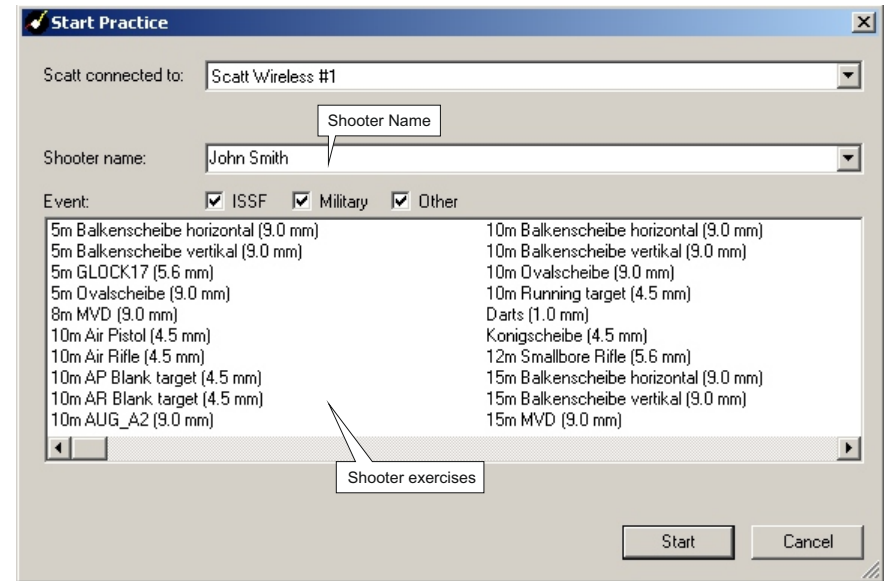 Start Practice
Scatt connected to: Scatt Wireless #1
Shooter Name
Shooter name: John Smith
Event: ISSF Military Other
5m Balkenscheibe horizontal (9.0 mm)
5m Balkenscheibe vertikal (9.0 mm)
5m GLOCK17 (5.6 mm)
5m Ovalscheibe (9.0 mm)
8m MVD (9.0 mm)
10m Air Pistol (4.5 mm)
10m Air Rifle (4.5 mm)
10m AP Blank target (4.5 mm)
10m AR Blank target (4.5 mm)
10m AUG_A2 (9.0 mm)
10m Balkenscheibe horizontal (9.0 mm)
10m Balkenscheibe vertikal (9.0 mm)
10m Ovalscheibe (9.0 mm)
10m Running target (4.5 mm)
Darts (1.0 mm)
Konigscheibe (4.5 mm)
12m Smallbore Rifle (5.6 mm)
15m Balkenscheibe horizontal (9.0 mm)
15m Balkenscheibe vertikal (9.0 mm)
15m MVD (9.0 mm)
Shooter exercises
Start Cancel